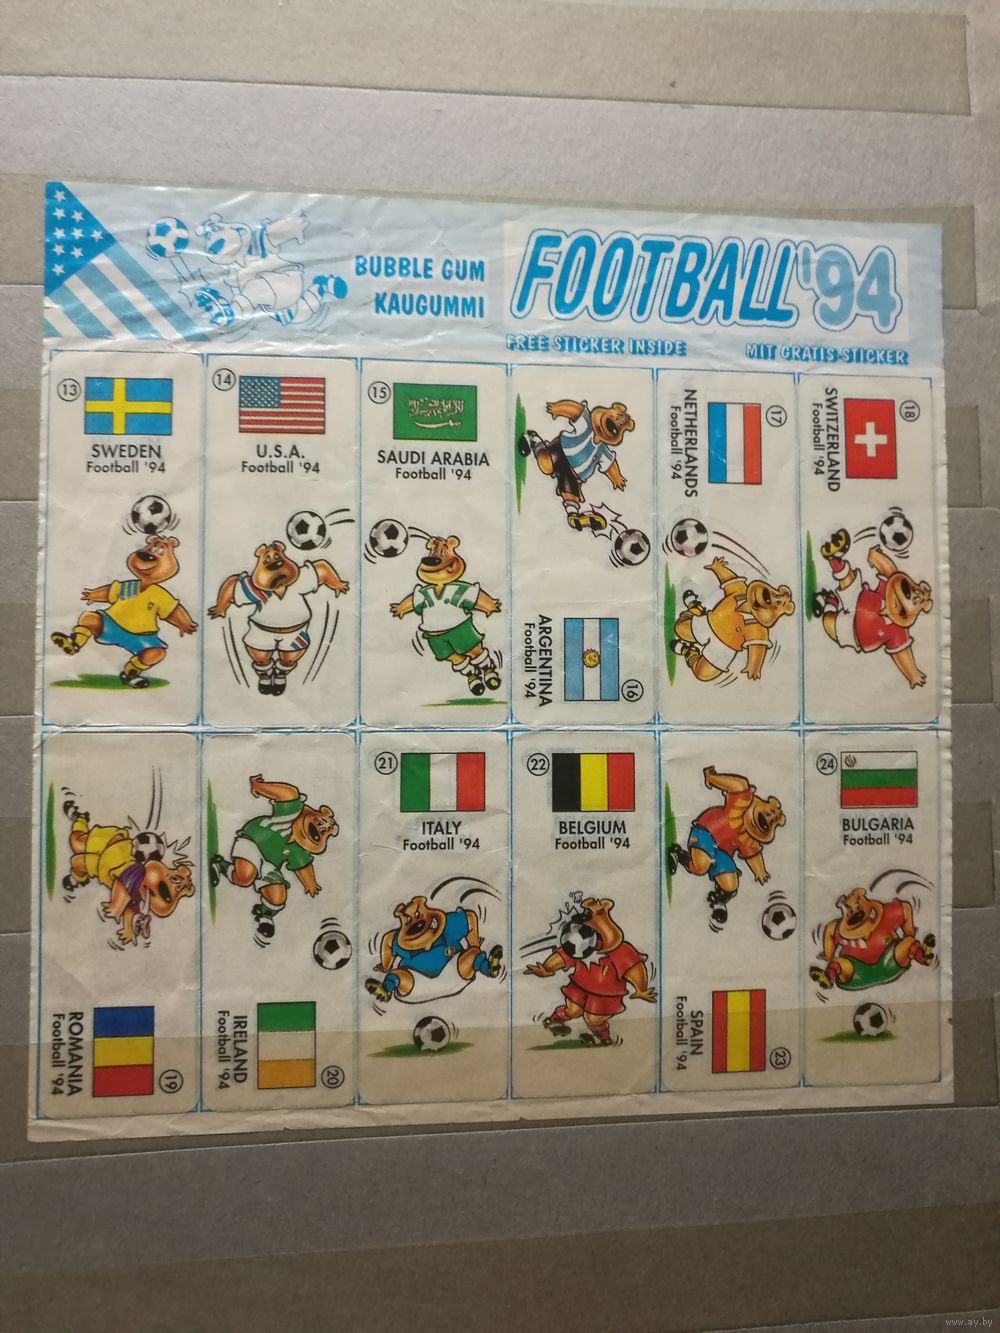 BUBBLE GUM
KAUGUMMI
FOOTBALL '94
FREE STICKER INSIDE
MIT GRATIS-STICKER
13
SWEDEN
Football '94
14
U.S.A.
Football '94
15
SAUDI ARABIA
Football '94
16
ARGENTINA
Football '94
17
NETHERLANDS
Football '94
18
SWITZERLAND
Football '94
19
ROMANIA
Football '94
20
IRELAND
Football '94
21
ITALY
Football '94
22
BELGIUM
Football '94
23
SPAIN
Football '94
24
BULGARIA
Football '94
www.ay.by